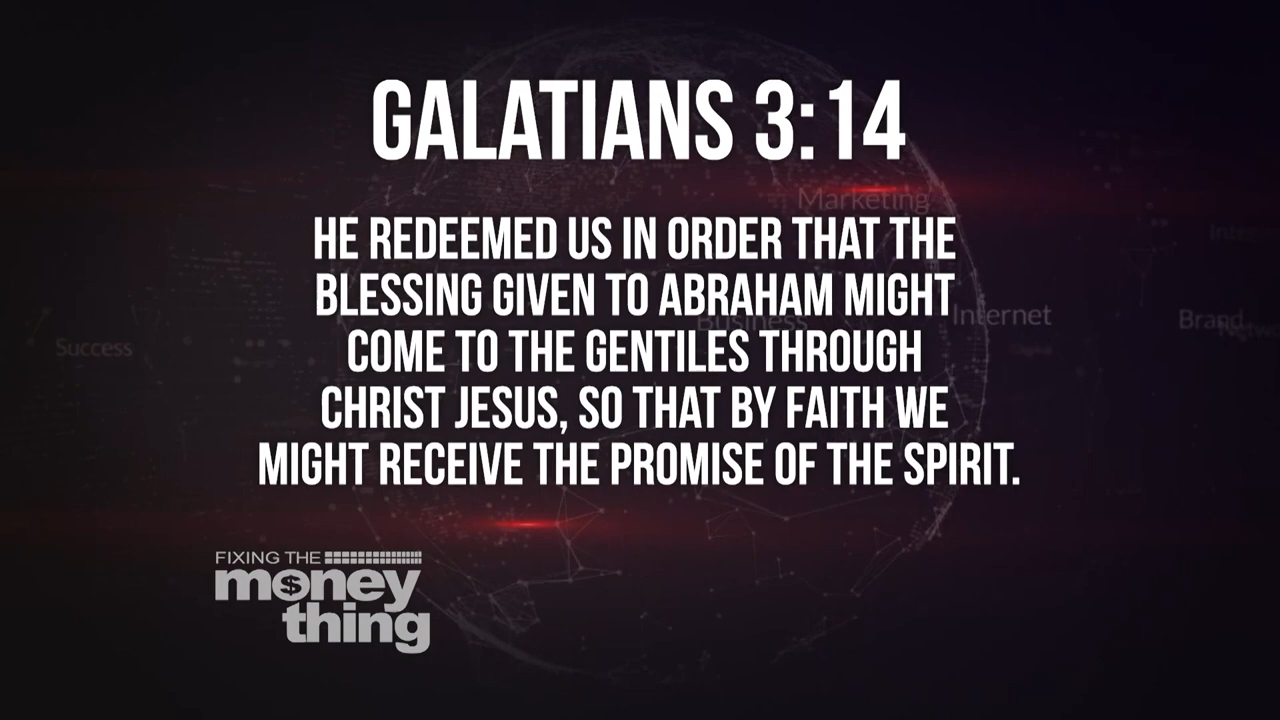 GALATIANS 3:14
Marketing
HE REDEEMED US IN ORDER THAT THE
BLESSING GIVEN TO ABRAHAM MIGHT
Business
Internet
Brand
Success
COME TO THE GENTILES THROUGH
CHRIST JESUS, SO THAT BY FAITH WE
MIGHT RECEIVE THE PROMISE OF THE SPIRIT.
FIXING THE
money
thing